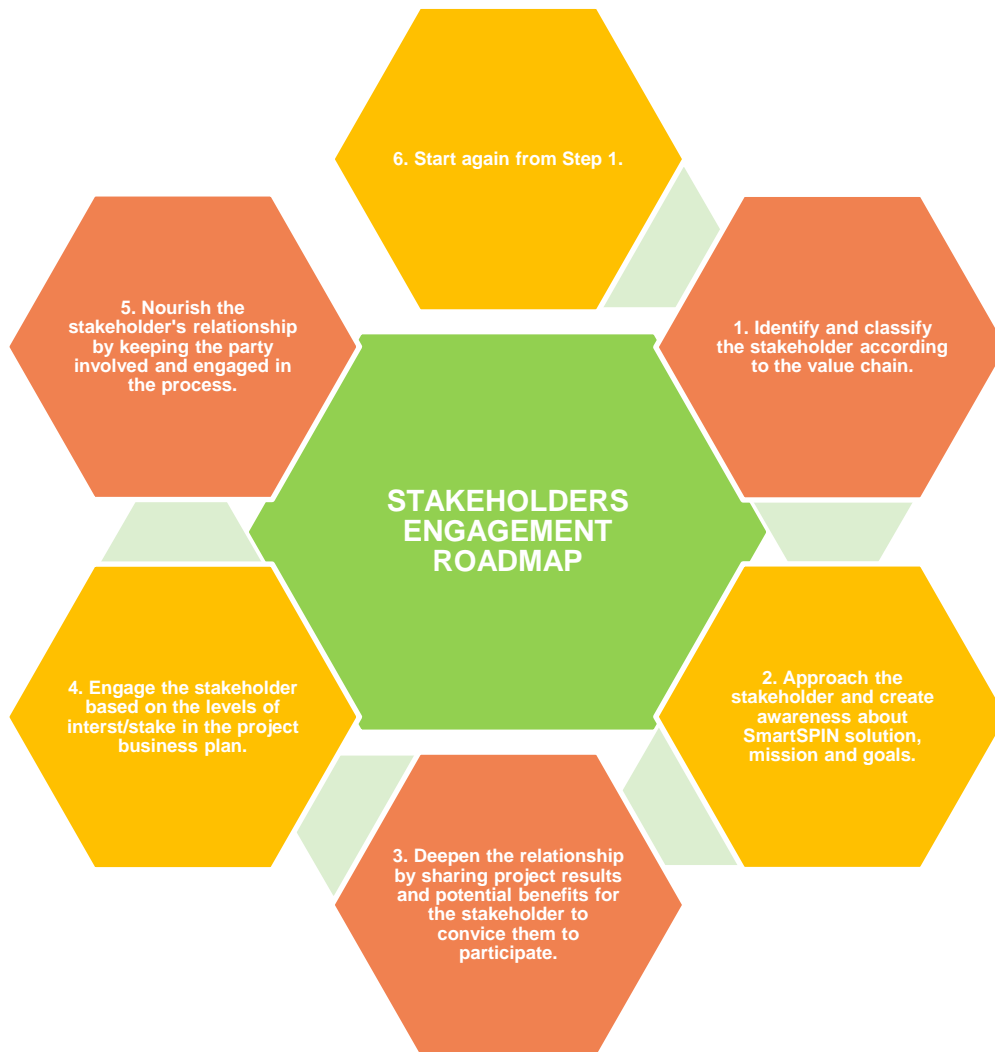 STAKEHOLDERS
ENGAGEMENT
ROADMAP
1. Identify and classify
the stakeholder according
to the value chain.
2. Approach the
stakeholder and create
awareness about
SmartSPIN solution,
mission and goals.
3. Deepen the relationship
by sharing project results
and potential benefits for
the stakeholder to
convice them to
participate.
4. Engage the stakeholder
based on the levels of
interst/stake in the project
business plan.
5. Nourish the
stakeholder's relationship
by keeping the party
involved and engaged in
the process.
6. Start again from Step 1.